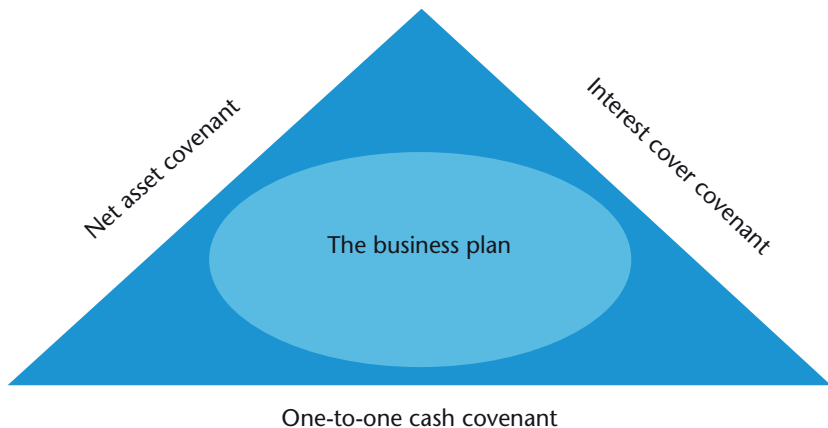 Net asset covenant
Interest cover covenant
The business plan
One-to-one cash covenant